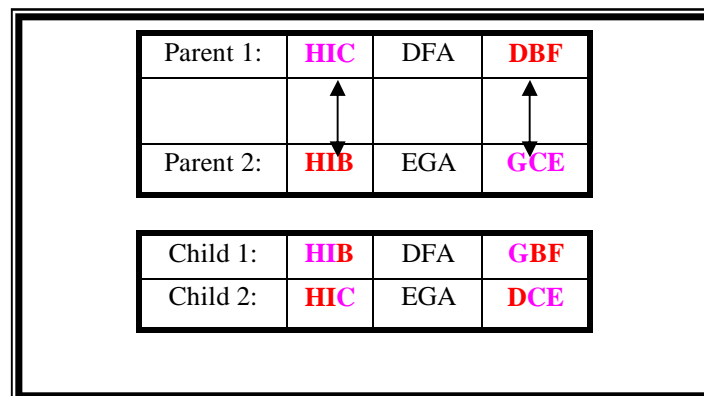 Parent 1: HIC DFA DBF
Parent 2: HIB EGA GCE
Child 1: HIB DFA GBF
Child 2: HIC EGA DCE